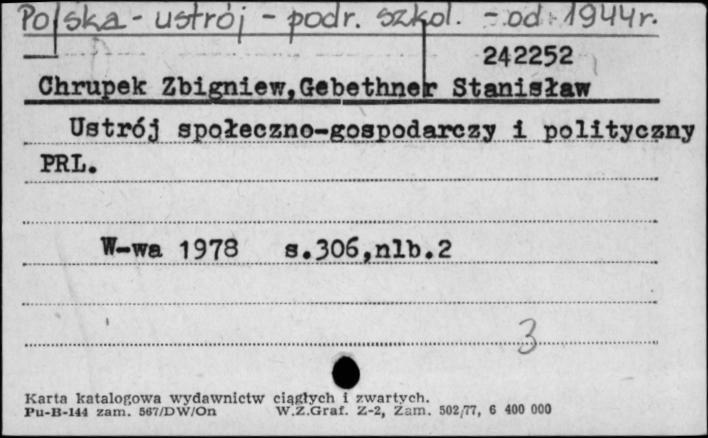 Polska - ustrój - podr. szkol. - od 1944r.
242252
Chrupek Zbigniew,Gebethner Stanisław
Ustrój społeczno-gospodarczy i polityczny
PRL.
W-wa 1978 s.306,nlb.2
3
Karta katalogowa wydawnictw ciągłych i zwartych.
Pu-B-144 zam. 567/DW/On W.Z.Graf. Z-2, Zam. 502/77, 6 400 000